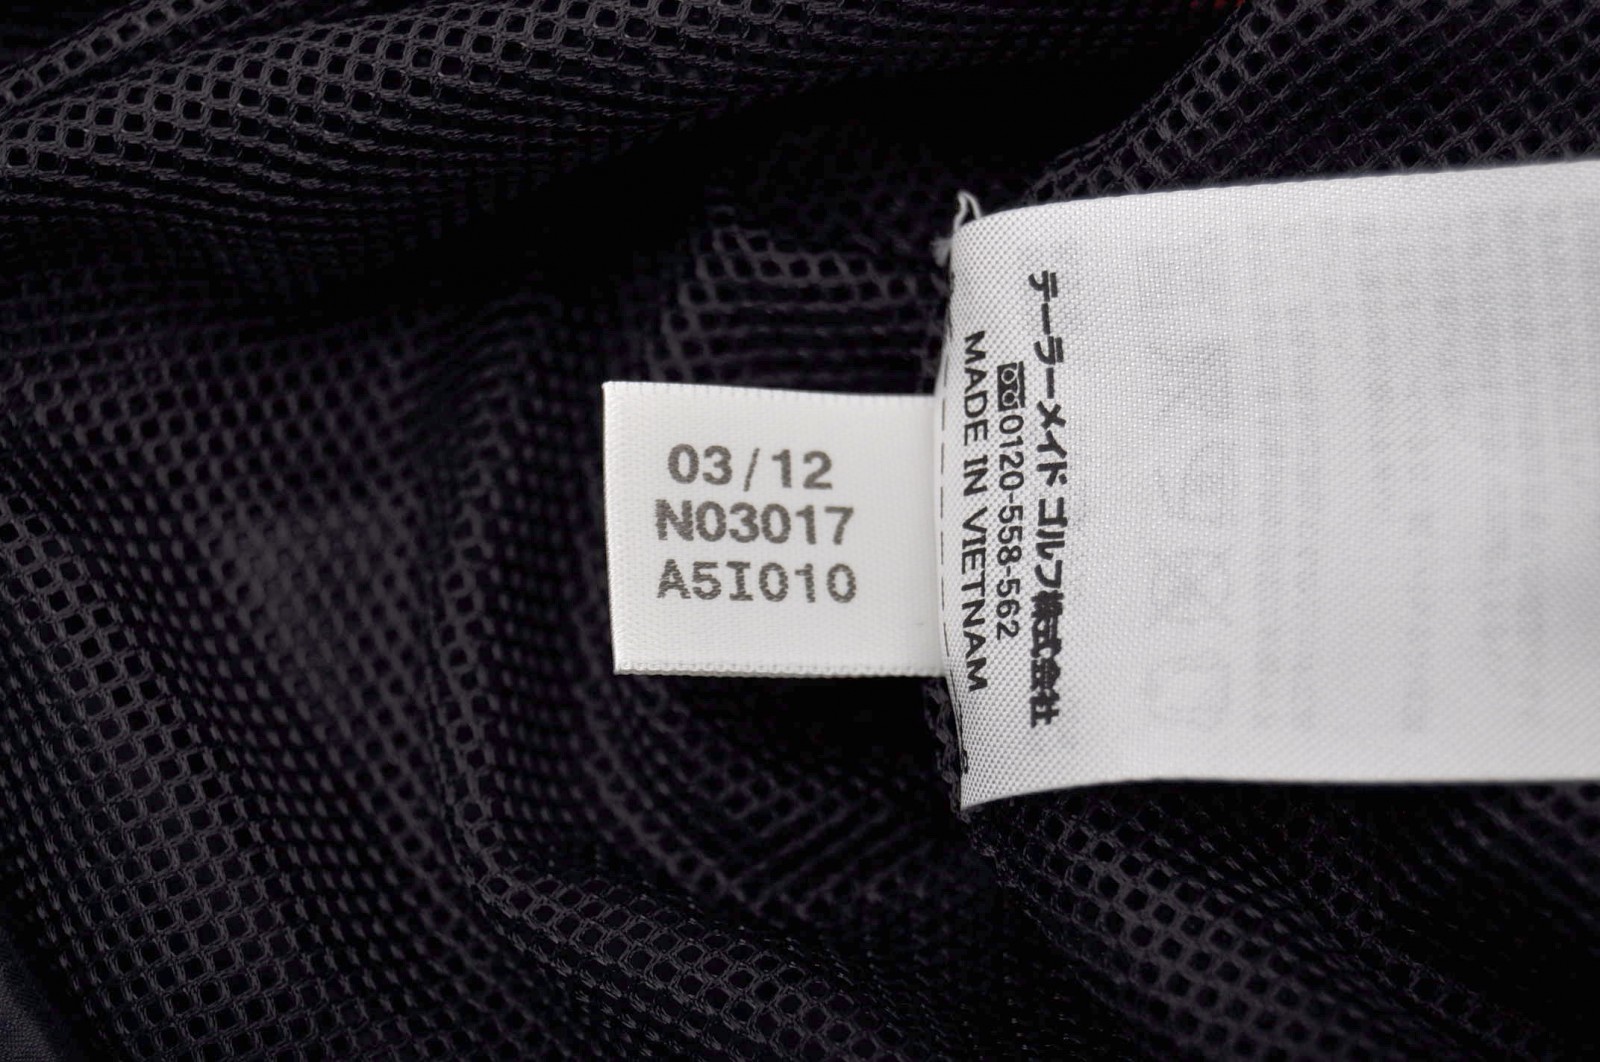 03/12
N03017
A5I010
テーラーメイド ゴルフ株式会社
0120-558-562
MADE IN VIETNAM